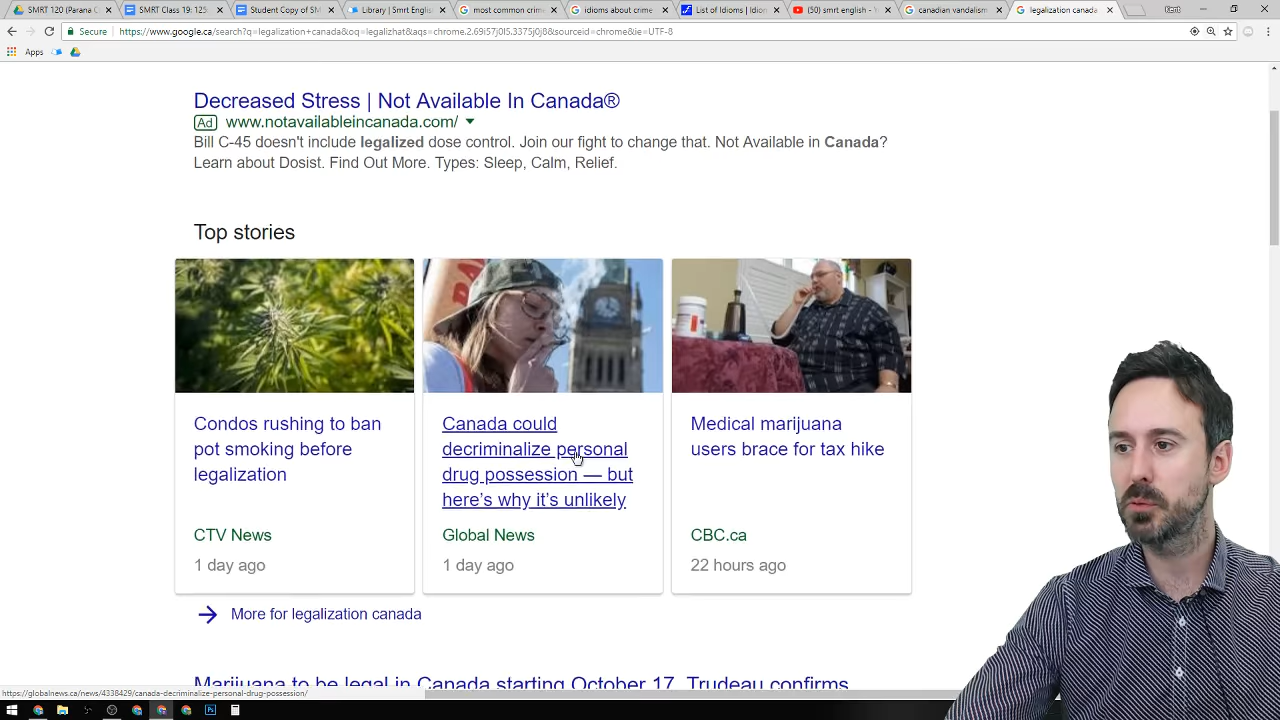 SMRT 120 (Parana C
SMRT Class 19: 125
Student Copy of SM
Library | Smrt Englis
most common crim
idioms about crime
List of Idioms | Idiom
(50) smrt english - Y
canadian vandalism
legalization canada
Secure
https://www.google.ca/search?q=legalization+canada&oq=legalizhat&aqs=chrome.2.69i57j0l5.3375j0j8&sourceid=chrome&ie=UTF-8
Apps
Decreased Stress | Not Available In Canada®
Ad www.notavailableincanada.com/
Bill C-45 doesn't include legalized dose control. Join our fight to change that. Not Available in Canada?
Learn about Dosist. Find Out More. Types: Sleep, Calm, Relief.
Top stories
Condos rushing to ban
pot smoking before
legalization
CTV News
1 day ago
Canada could
decriminalize personal
drug possession — but
here's why it's unlikely
Global News
1 day ago
Medical marijuana
users brace for tax hike
CBC.ca
22 hours ago
More for legalization canada
Marijuana to be legal in Canada starting October 17, Trudeau confirms
https://globalnews.ca/news/4338429/canada-decriminalize-personal-drug-possession/